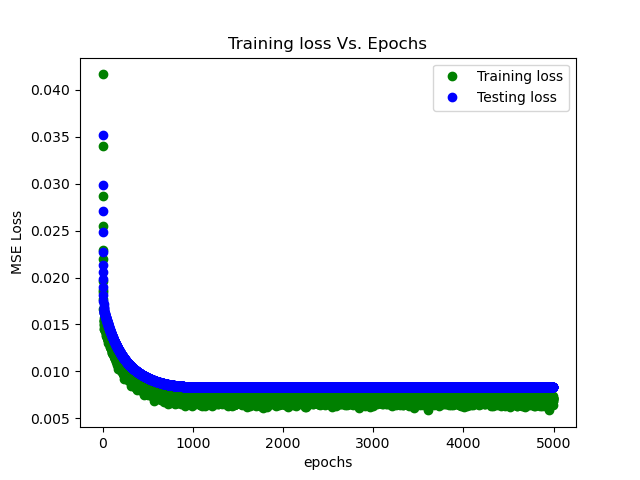 Training loss Vs. Epochs
Training loss
Testing loss
MSE Loss
0.040
0.035
0.030
0.025
0.020
0.015
0.010
0.005
0 1000 2000 3000 4000 5000
epochs